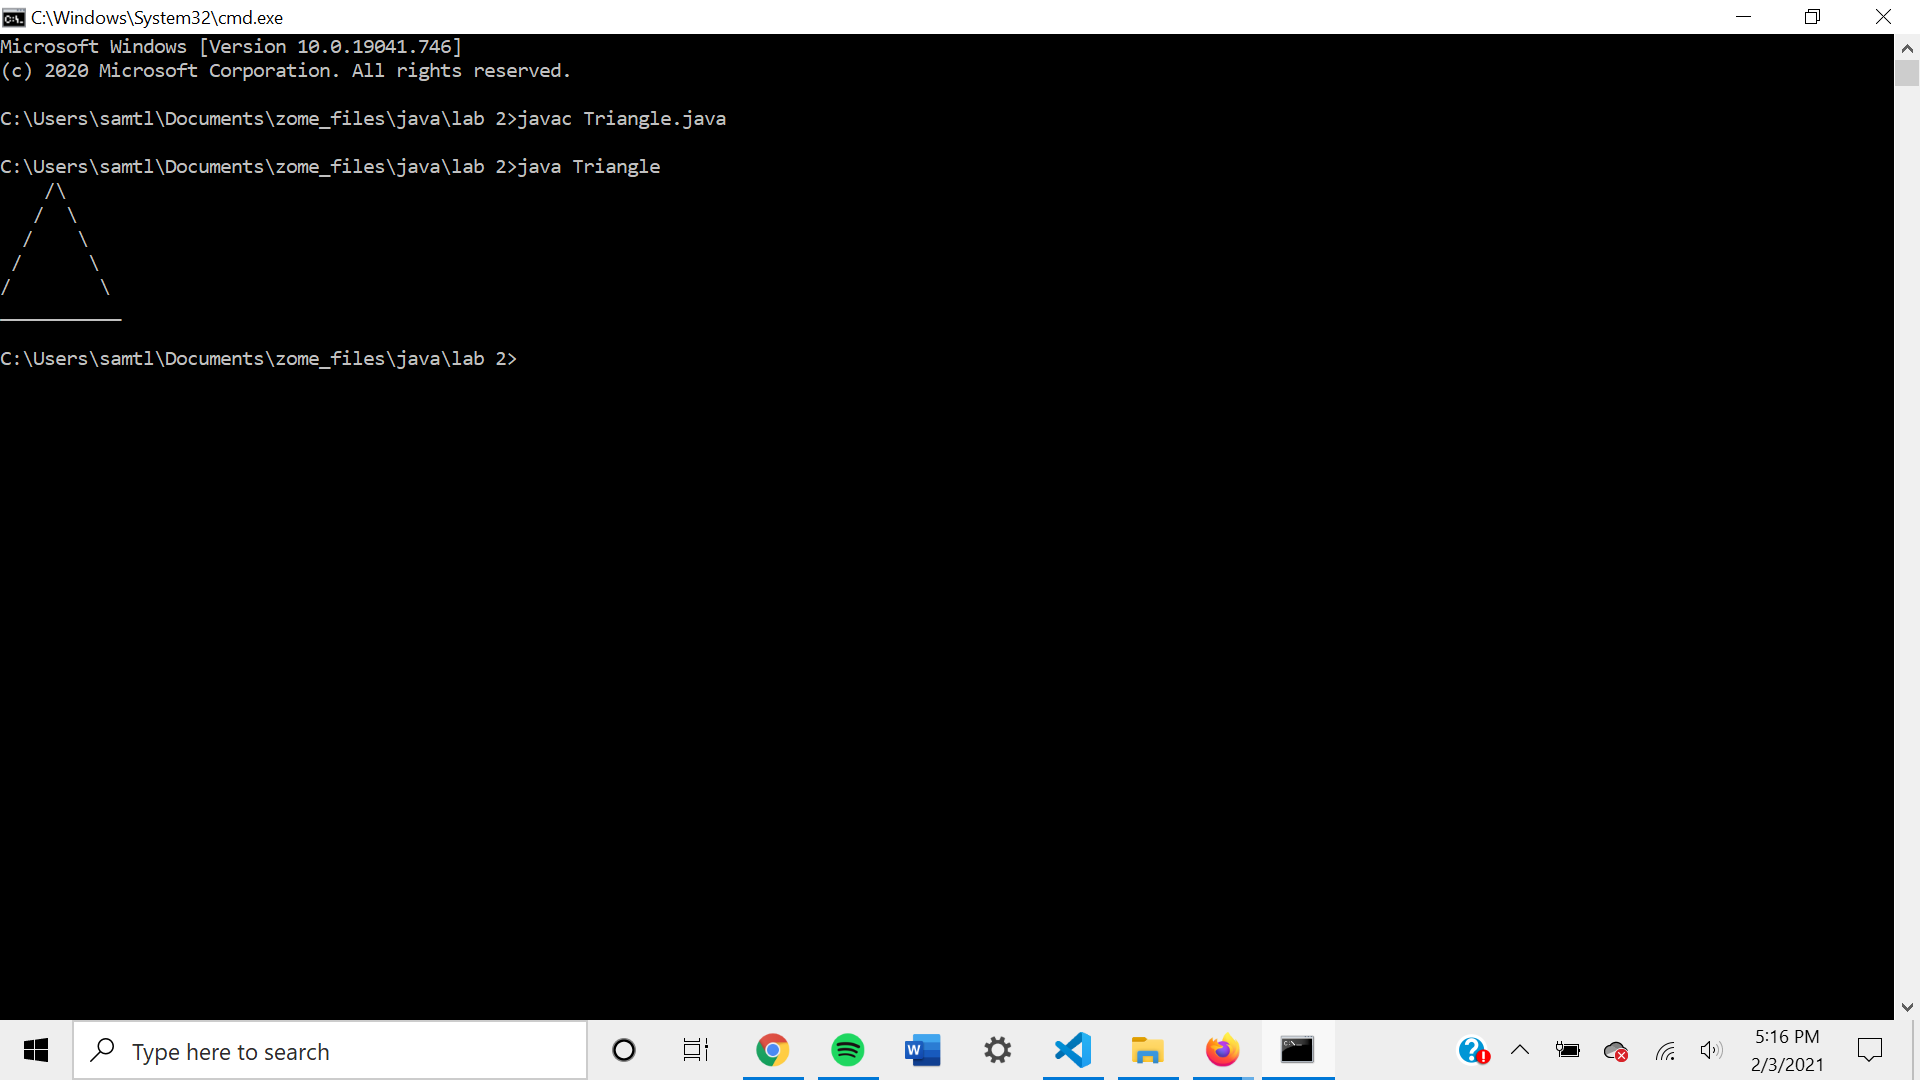 C:\Windows\System32\cmd.exe
Microsoft Windows [Version 10.0.19041.746]
(c) 2020 Microsoft Corporation. All rights reserved.
C:\Users\samtl\Documents\zome_files\java\lab 2>javac Triangle.java
C:\Users\samtl\Documents\zome_files\java\lab 2>java Triangle
    /\
   /  \
  /    \
 /      \
/        \
___________
C:\Users\samtl\Documents\zome_files\java\lab 2>
Type here to search
5:16 PM
2/3/2021